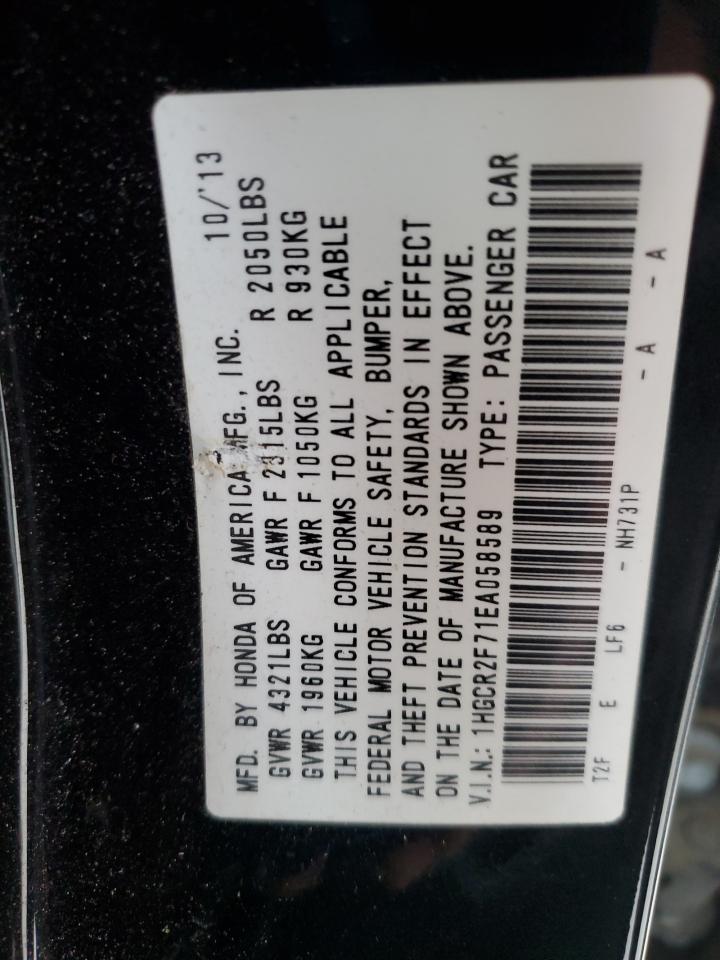 MFD. BY HONDA OF AMERICA MFG., INC. 10/'13
GVWR 4321LBS GAWR F 2315LBS R 2050LBS
GVWR 1960KG GAWR F 1050KG R 930KG
THIS VEHICLE CONFORMS TO ALL APPLICABLE
FEDERAL MOTOR VEHICLE SAFETY, BUMPER,
AND THEFT PREVENTION STANDARDS IN EFFECT
ON THE DATE OF MANUFACTURE SHOWN ABOVE.
V.I.N.: 1HGCR2F71EA058589 TYPE: PASSENGER CAR
T2F E LF6 - NH731P - A - A